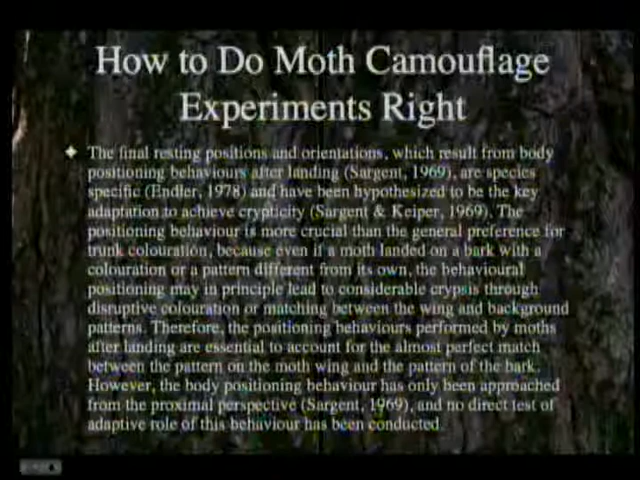 How to Do Moth Camouflage
Experiments Right
The final resting positions and orientations, which result from body
positioning behaviours after landing (Sargent, 1969), are species
specific (Endler, 1978) and have been hypothesized to be the key
adaptation to achieve crypticity (Sargent & Keiper, 1969). The
positioning behaviour is more crucial than the general preference for
trunk colouration, because even if a moth landed on a bark with a
colouration or a pattern different from its own, the behavioural
positioning may in principle lead to considerable crypsis through
disruptive colouration or matching between the wing and background
patterns. Therefore, the positioning behaviours performed by moths
after landing are essential to account for the almost perfect match
between the pattern on the moth wing and the pattern of the bark.
However, the body positioning behaviour has only been approached
from the proximal perspective (Sargent, 1969), and no direct test of
adaptive role of this behaviour has been conducted.